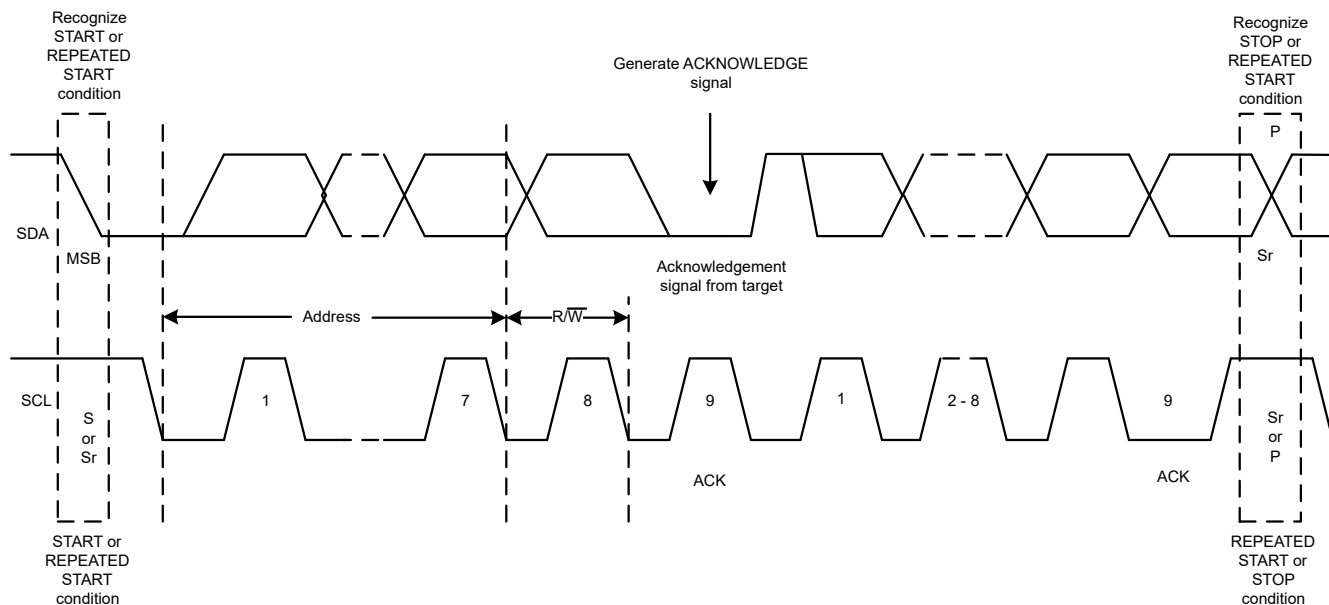 Recognize
START or
REPEATED
START
condition
Generate ACKNOWLEDGE
signal
Recognize
STOP or
REPEATED
START
condition
P
SDA
MSB
Acknowledgement
signal from target
Sr
Address
R/W̅
SCL
S
or
Sr
1
7
8
9
1
2 - 8
9
Sr
or
P
ACK
ACK
START or
REPEATED
START
condition
REPEATED
START or
STOP
condition